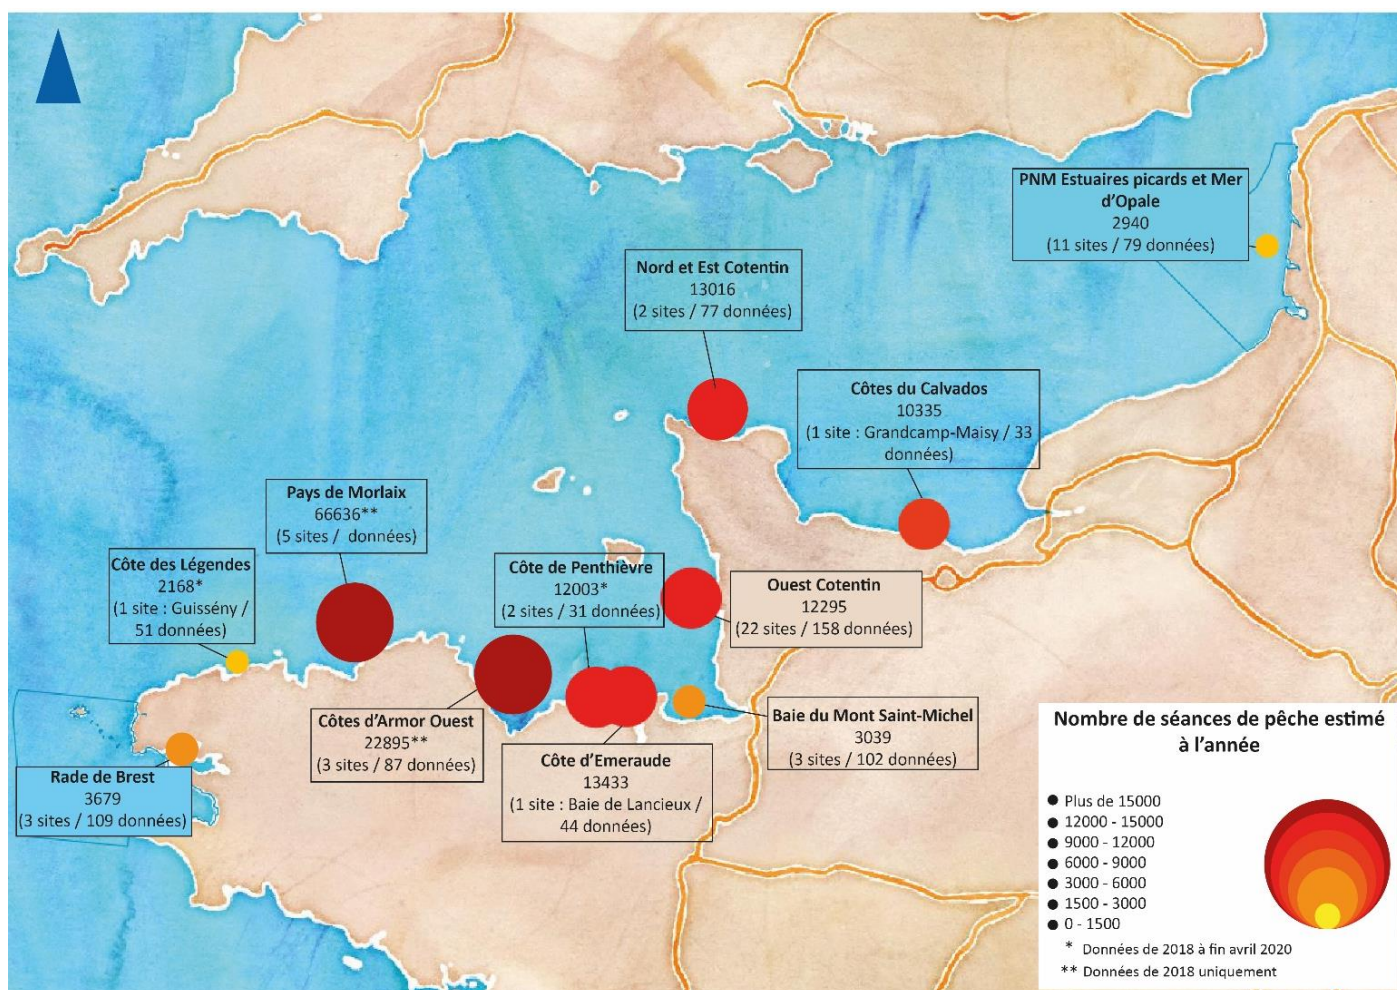 PNM Estuaires picards et Mer
d'Opale
2940
(11 sites / 79 données)
Nord et Est Cotentin
13016
(2 sites / 77 données)
Côtes du Calvados
10335
(1 site : Grandcamp-Maisy / 33
données)
Pays de Morlaix
66636**
(5 sites / données)
Côte des Légendes
2168*
(1 site : Guissény /
51 données)
Côte de Penthièvre
12003*
(2 sites / 31 données)
Ouest Cotentin
12295
(22 sites / 158 données)
Côtes d'Armor Ouest
22895**
(3 sites / 87 données)
Côte d'Emeraude
13433
(1 site : Baie de Lancieux /
44 données)
Baie du Mont Saint-Michel
3039
(3 sites / 102 données)
Rade de Brest
3679
(3 sites / 109 données)
Nombre de séances de pêche estimé
à l'année
Plus de 15000
12000 - 15000
9000 - 12000
6000 - 9000
3000 - 6000
1500 - 3000
0 - 1500
* Données de 2018 à fin avril 2020
** Données de 2018 uniquement